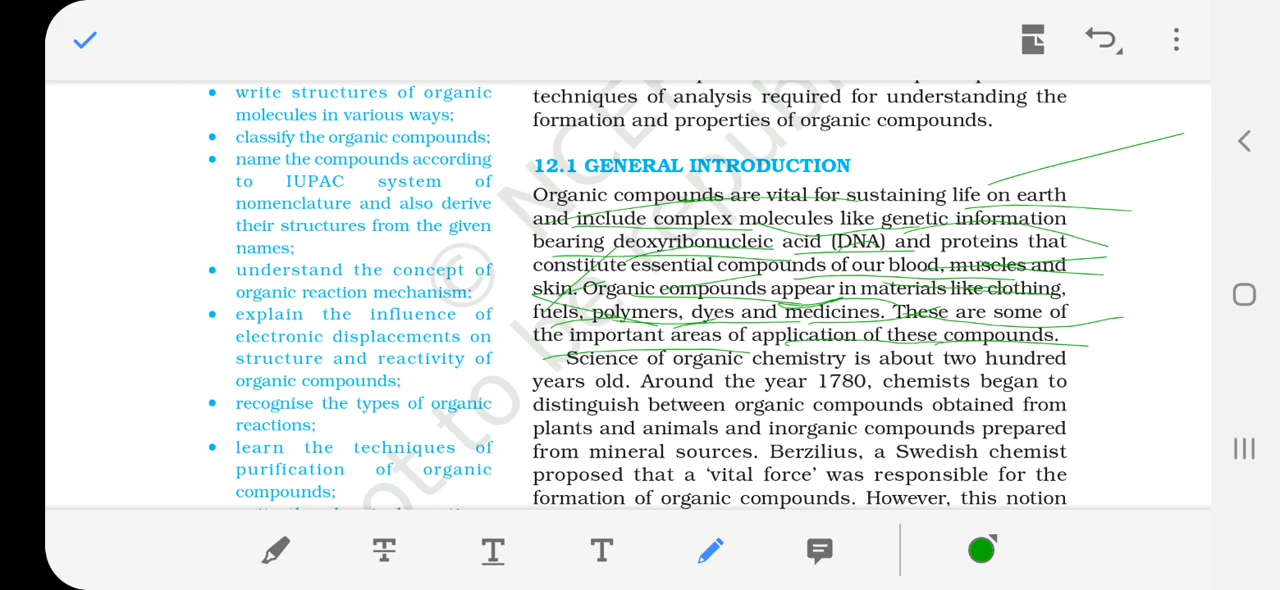 write structures of organic
molecules in various ways;
classify the organic compounds;
name the compounds according
to IUPAC system of
nomenclature and also derive
their structures from the given
names;
understand the concept of
organic reaction mechanism;
explain the influence of
electronic displacements on
structure and reactivity of
organic compounds;
recognise the types of organic
reactions;
learn the techniques of
purification of organic
compounds;
techniques of analysis required for understanding the
formation and properties of organic compounds.
12.1 GENERAL INTRODUCTION
Organic compounds are vital for sustaining life on earth
and include complex molecules like genetic information
bearing deoxyribonucleic acid (DNA) and proteins that
constitute essential compounds of our blood, muscles and
skin. Organic compounds appear in materials like clothing,
fuels, polymers, dyes and medicines. These are some of
the important areas of application of these compounds.
Science of organic chemistry is about two hundred
years old. Around the year 1780, chemists began to
distinguish between organic compounds obtained from
plants and animals and inorganic compounds prepared
from mineral sources. Berzilius, a Swedish chemist
proposed that a ‘vital force’ was responsible for the
formation of organic compounds. However, this notion